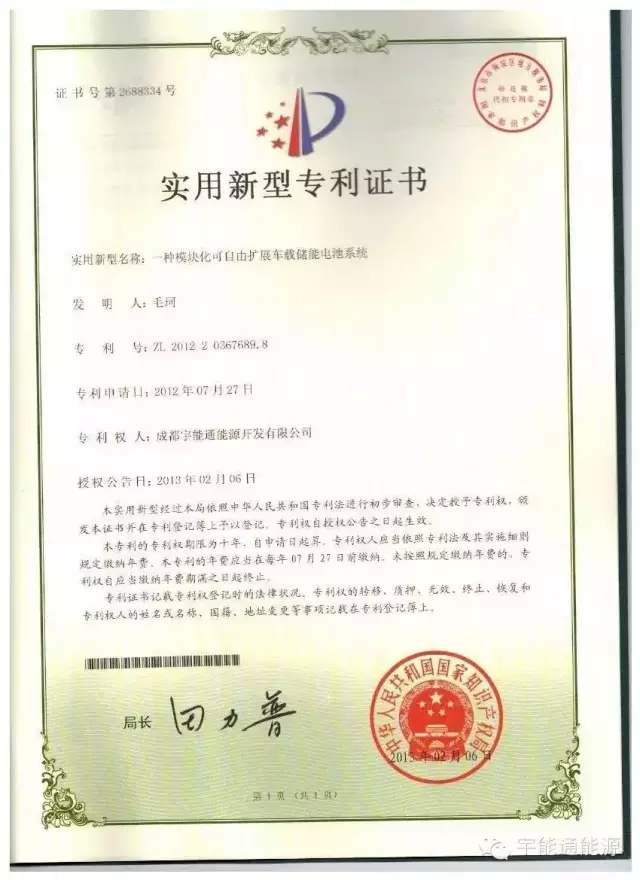 证书号第2688334号
实用新型专利证书
实用新型名称：一种模块化可自由扩展车载储能电池系统
发明人：毛珂
专利号：ZL 2012 2 0367689.8
专利申请日：2012年07月27日
专利权人：成都宇能通能源开发有限公司
授权公告日：2013年02月06日
本实用新型经过本局依照中华人民共和国专利法进行初步审查，决定授予专利权，颁
发本证书并在专利登记簿上予以登记。专利权自授权公告之日起生效。
本专利的专利权期限为十年，自申请日起算。专利权人应当依照专利法及其实施细则
规定缴纳年费。本专利的年费应当在每年07月27日前缴纳。未按照规定缴纳年费的，专
利权自应当缴纳年费期满之日起终止。
专利证书记载专利权登记时的法律状况。专利权的转移、质押、无效、终止、恢复和
专利权人的姓名或名称、国籍、地址变更等事项记载在专利登记簿上。
局长
田力普
中华人民共和国国家知识产权局
2013年02月06日
第1页（共1页）
宇能通能源